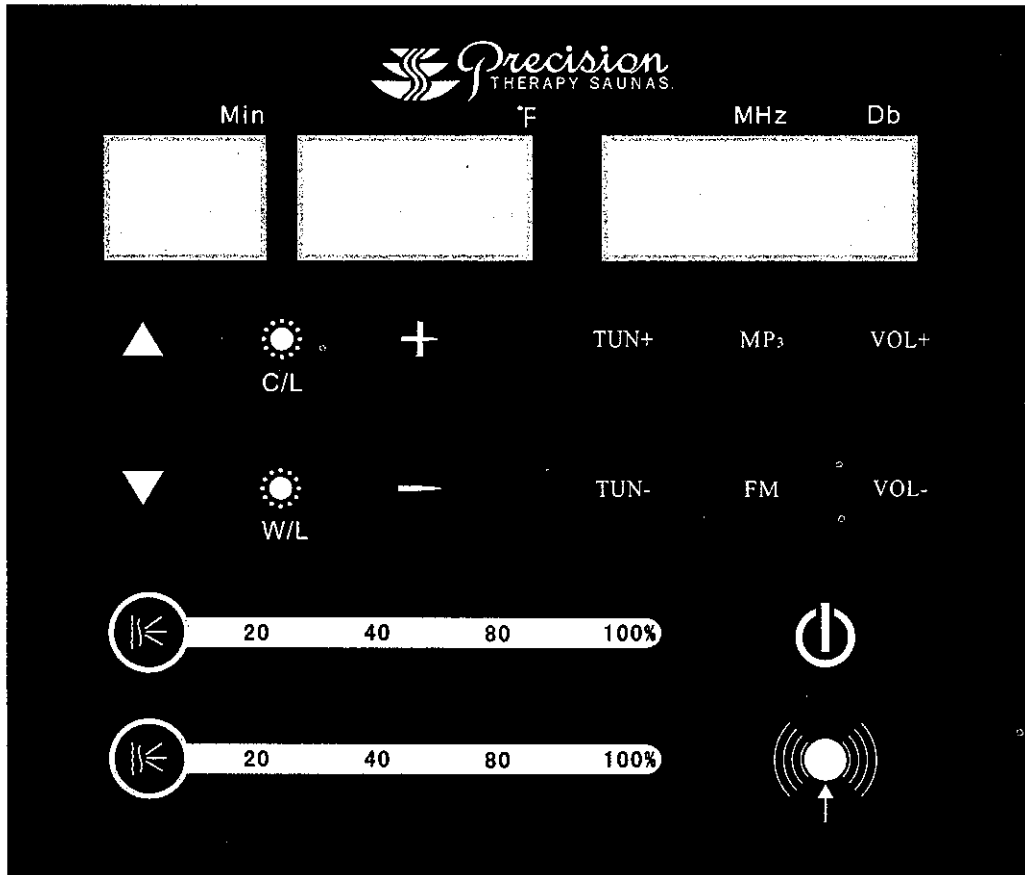 Precision
THERAPY SAUNAS.
Min °F MHz Db
TUN+ MP3 VOL+
C/L
TUN- FM VOL-
W/L
20 40 80 100%
20 40 80 100%